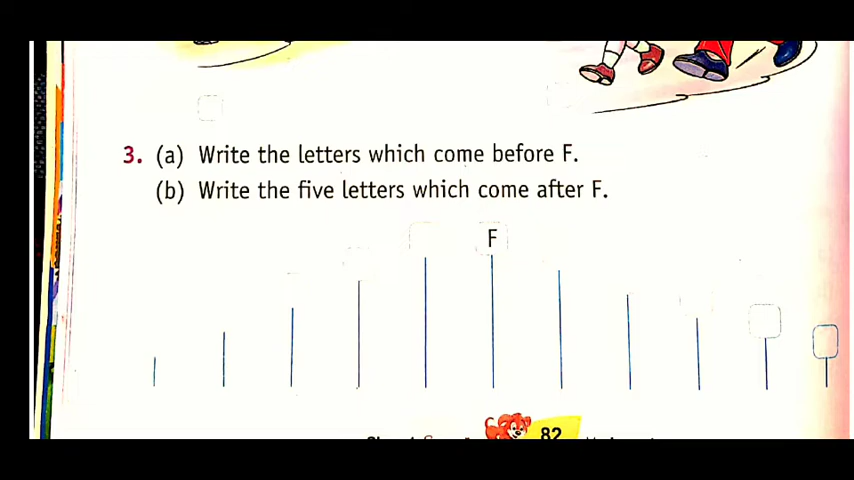 3. (a) Write the letters which come before F.
(b) Write the five letters which come after F.
F
82